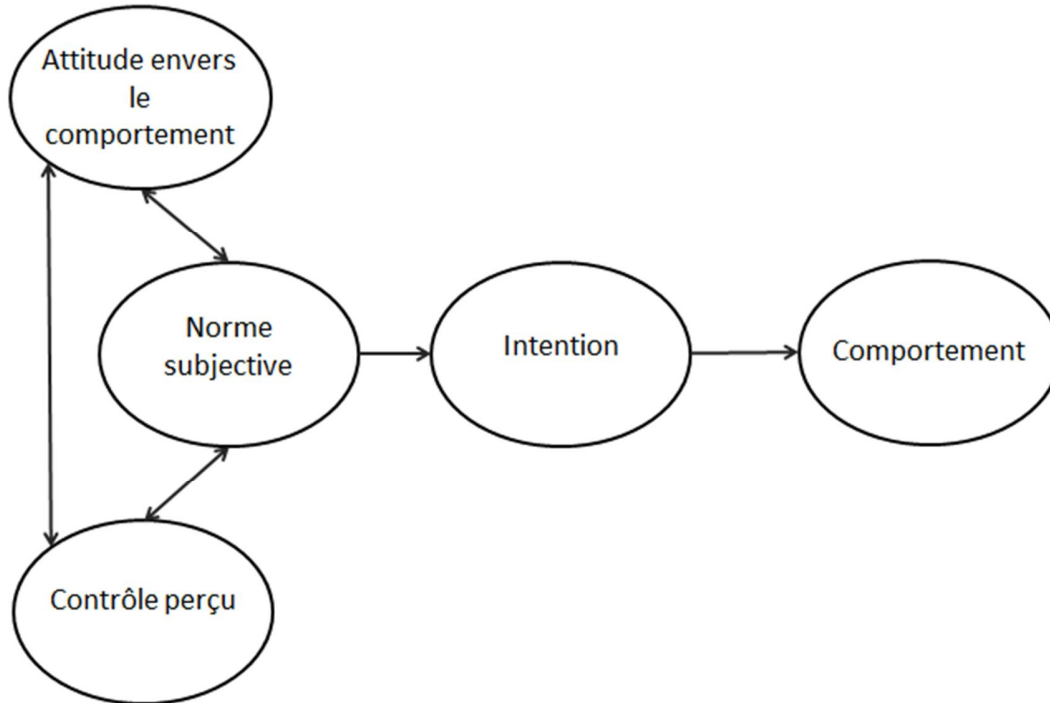 Attitude envers
le
comportement
Norme
subjective
Intention
Comportement
Contrôle perçu